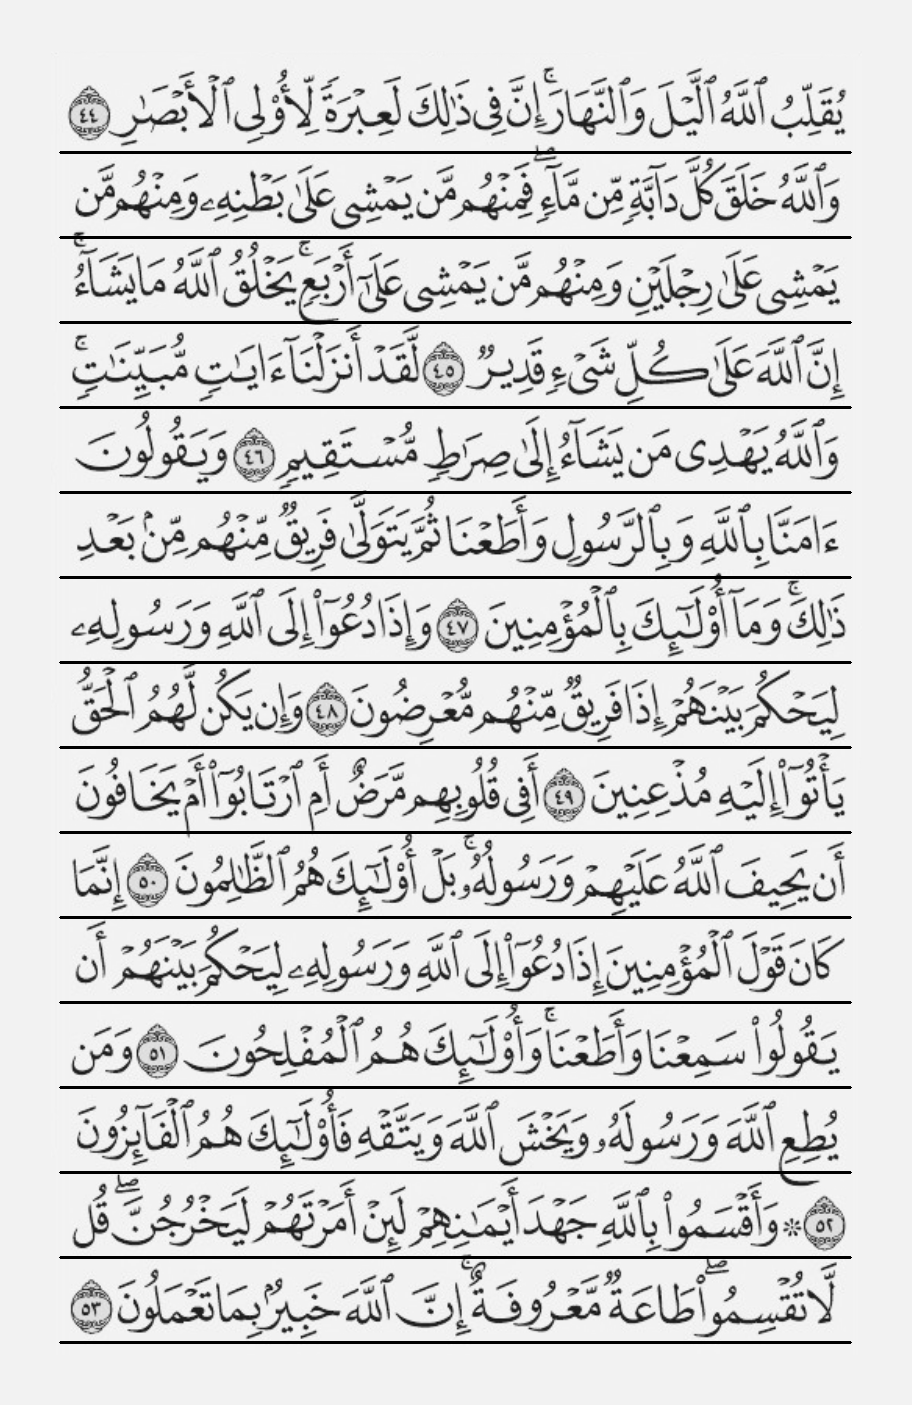 يُقَلِّبُ ٱللَّهُ ٱلَّيْلَ وَٱلنَّهَارَۚ إِنَّ فِى ذَٰلِكَ لَعِبْرَةً لِّأُو۟لِى ٱلْأَبْصَٰرِ ٤٤
وَٱللَّهُ خَلَقَ كُلَّ دَآبَّةٍ مِّن مَّآءٍۖ فَمِنْهُم مَّن يَمْشِى عَلَىٰ بَطْنِهِۦ وَمِنْهُم مَّن
يَمْشِى عَلَىٰ رِجْلَيْنِ وَمِنْهُم مَّن يَمْشِى عَلَىٰٓ أَرْبَعٍۚ يَخْلُقُ ٱللَّهُ مَا يَشَآءُۚ
إِنَّ ٱللَّهَ عَلَىٰ كُلِّ شَىْءٍ قَدِيرٌ ٤٥ لَّقَدْ أَنزَلْنَآ ءَايَٰتٍ مُّبَيِّنَٰتٍۚ
وَٱللَّهُ يَهْدِى مَن يَشَآءُ إِلَىٰ صِرَٰطٍ مُّسْتَقِيمٍ ٤٦ وَيَقُولُونَ
ءَامَنَّا بِٱللَّهِ وَبِٱلرَّسُولِ وَأَطَعْنَا ثُمَّ يَتَوَلَّىٰ فَرِيقٌ مِّنْهُم مِّنۢ بَعْدِ
ذَٰلِكَۚ وَمَآ أُو۟لَٰٓئِكَ بِٱلْمُؤْمِنِينَ ٤٧ وَإِذَا دُعُوٓا۟ إِلَى ٱللَّهِ وَرَسُولِهِۦ
لِيَحْكُمَ بَيْنَهُمْ إِذَا فَرِيقٌ مِّنْهُم مُّعْرِضُونَ ٤٨ وَإِن يَكُن لَّهُمُ ٱلْحَقُّ
يَأْتُوٓا۟ إِلَيْهِ مُذْعِنِينَ ٤٩ أَفِى قُلُوبِهِم مَّرَضٌ أَمِ ٱرْتَابُوٓا۟ أَمْ يَخَافُونَ
أَن يَحِيفَ ٱللَّهُ عَلَيْهِمْ وَرَسُولُهُۥۚ بَلْ أُو۟لَٰٓئِكَ هُمُ ٱلظَّٰلِمُونَ ٥٠ إِنَّمَا
كَانَ قَوْلَ ٱلْمُؤْمِنِينَ إِذَا دُعُوٓا۟ إِلَى ٱللَّهِ وَرَسُولِهِۦ لِيَحْكُمَ بَيْنَهُمْ أَن
يَقُولُوا۟ سَمِعْنَا وَأَطَعْنَاۚ وَأُو۟لَٰٓئِكَ هُمُ ٱلْمُفْلِحُونَ ٥١ وَمَن
يُطِعِ ٱللَّهَ وَرَسُولَهُۥ وَيَخْشَ ٱللَّهَ وَيَتَّقْهِ فَأُو۟لَٰٓئِكَ هُمُ ٱلْفَآئِزُونَ
٥٢ ۞ وَأَقْسَمُوا۟ بِٱللَّهِ جَهْدَ أَيْمَٰنِهِمْ لَئِنْ أَمَرْتَهُمْ لَيَخْرُجُنَّۖ قُل
لَّا تُقْسِمُوا۟ۖ طَاعَةٌ مَّعْرُوفَةٌۚ إِنَّ ٱللَّهَ خَبِيرٌۢ بِمَا تَعْمَلُونَ ٥٣